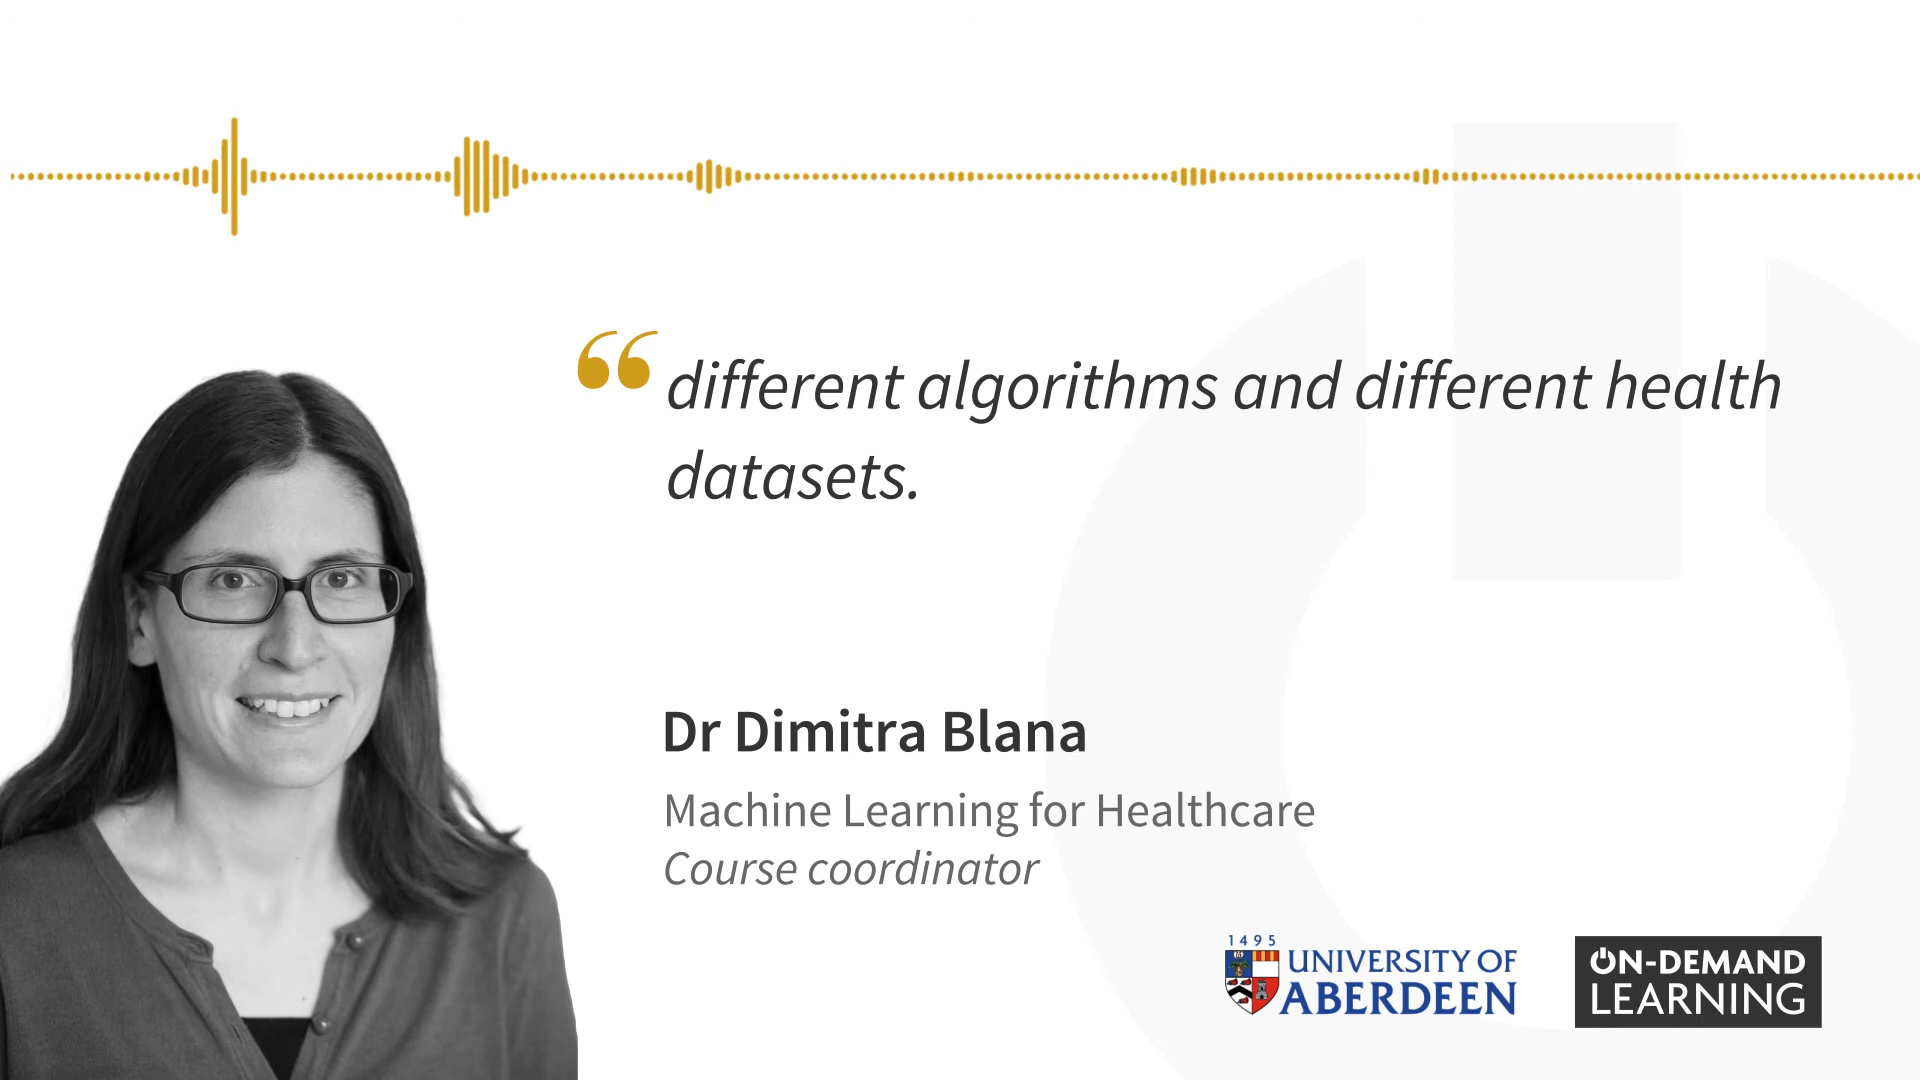 “different algorithms and different health
datasets.
Dr Dimitra Blana
Machine Learning for Healthcare
Course coordinator
1495
UNIVERSITY OF
ABERDEEN
ON-DEMAND
LEARNING